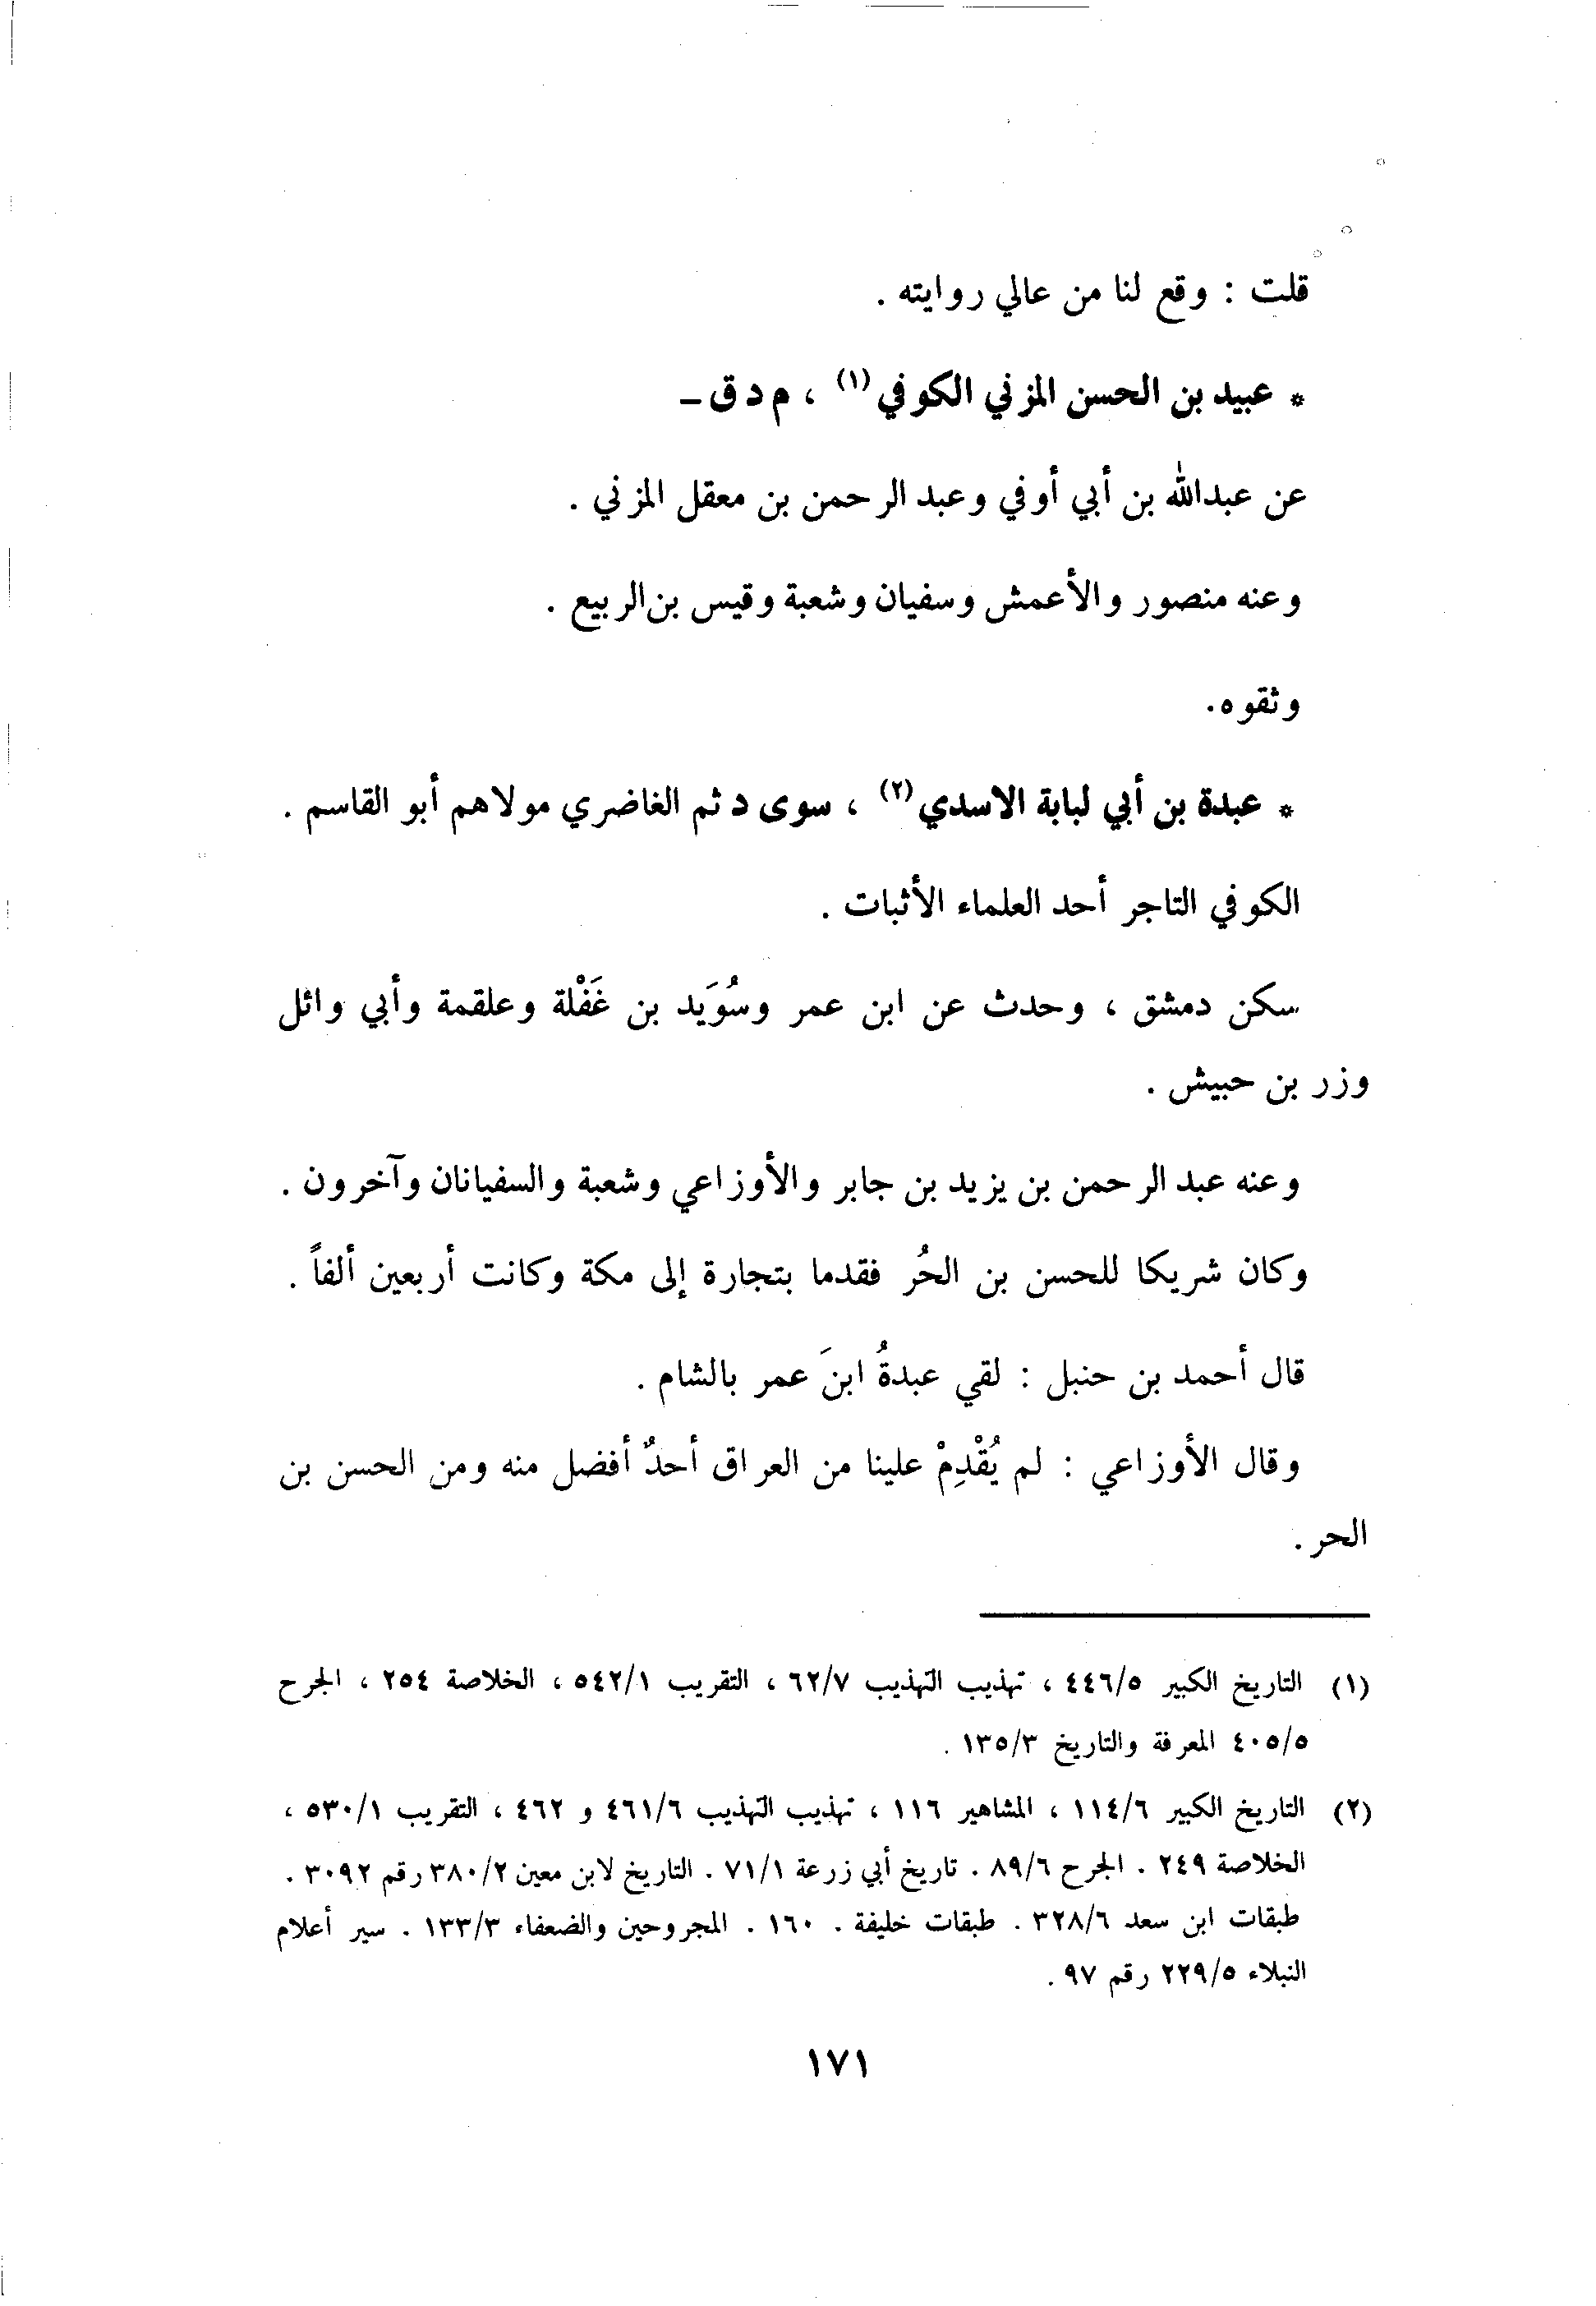 قلت : وقع لنا من عالي روايته .
* عبيد بن الحسن المزني الكوفي (١) ، م د ق ــ
عن عبدالله بن أبي أوفي وعبد الرحمن بن معقل المزني .
وعنه منصور والأعمش وسفيان وشعبة وقيس بن الربيع .
وثقوه.
* عبدة بن أبي لبابة الاسدي (٢) ، سوى د ثم الغاضري مولاهم أبو القاسم .
الكوفي التاجر أحد العلماء الأثبات .
سكن دمشق ، وحدث عن ابن عمر وسُوَيد بن غَفْلة وعلقمة وأبي وائل
وزر بن حبيش .
وعنه عبد الرحمن بن يزيد بن جابر والأوزاعي وشعبة والسفيانان وآخرون .
وكان شريكا للحسن بن الحُر فقدما بتجارة إلى مكة وكانت أربعين ألفاً .
قال أحمد بن حنبل : لقي عبدةُ ابنَ عمر بالشام .
وقال الأوزاعي : لم يُقْدِمْ علينا من العراق أحدٌ أفضل منه ومن الحسن بن
الحر .
(١) التاريخ الكبير ٤٤٦/٥ ، تهذيب التهذيب ٦٢/٧ ، التقريب ٥٤٢/١ ، الخلاصة ٢٥٤ ، الجرح
٤٠٥/٥ المعرفة والتاريخ ١٣٥/٣ .
(٢) التاريخ الكبير ١١٤/٦ ، المشاهير ١١٦ ، تهذيب التهذيب ٤٦١/٦ و ٤٦٢ ، التقريب ٥٣٠/١ ،
الخلاصة ٢٤٩ . الجرح ٨٩/٦ . تاريخ أبي زرعة ٧١/١ . التاريخ لابن معين ٣٨٠/٢ رقم ٣٠٩٢ .
طبقات ابن سعد ٣٢٨/٦ . طبقات خليفة . ١٦٠ . المجروحين والضعفاء ١٣٣/٣ . سير أعلام
النبلاء ٢٢٩/٥ رقم ٩٧ .
١٧١